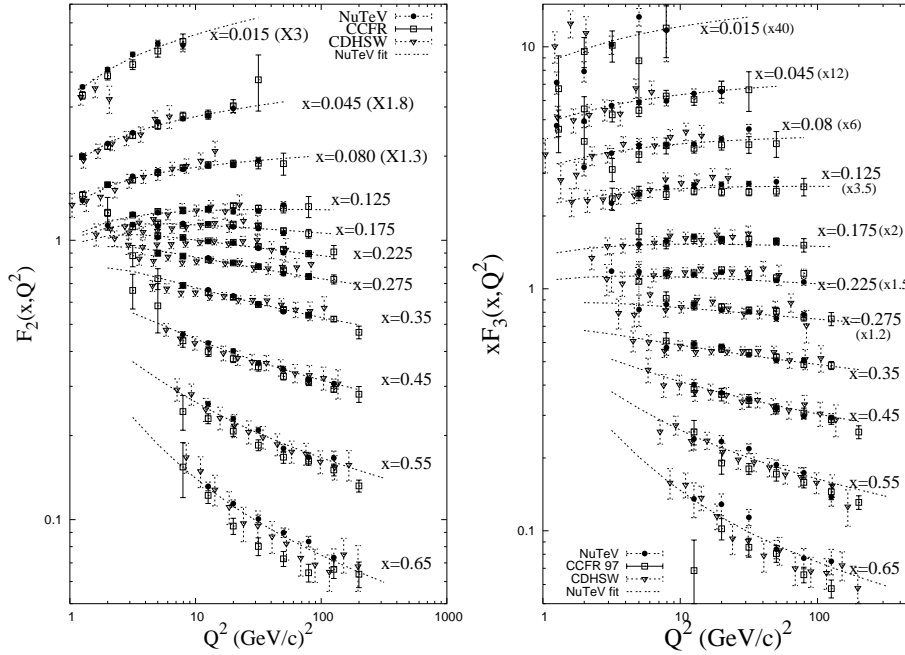 NuTeV
CCFR
CDHSW
NuTeV fit
x=0.015 (X3)
x=0.045 (X1.8)
x=0.080 (X1.3)
x=0.125
x=0.175
x=0.225
x=0.275
x=0.35
x=0.45
x=0.55
x=0.65
1
0.1
F2(x,Q2)
1
10
100
1000
Q2 (GeV/c)2
x=0.015 (x40)
x=0.045 (x12)
x=0.08 (x6)
x=0.125
(x3.5)
x=0.175 (x2)
x=0.225 (x1.5
x=0.275
(x1.2)
x=0.35
x=0.45
x=0.55
x=0.65
NuTeV
CCFR 97
CDHSW
NuTeV fit
10
1
0.1
xF3(x,Q2)
1
10
100
Q2 (GeV/c)2